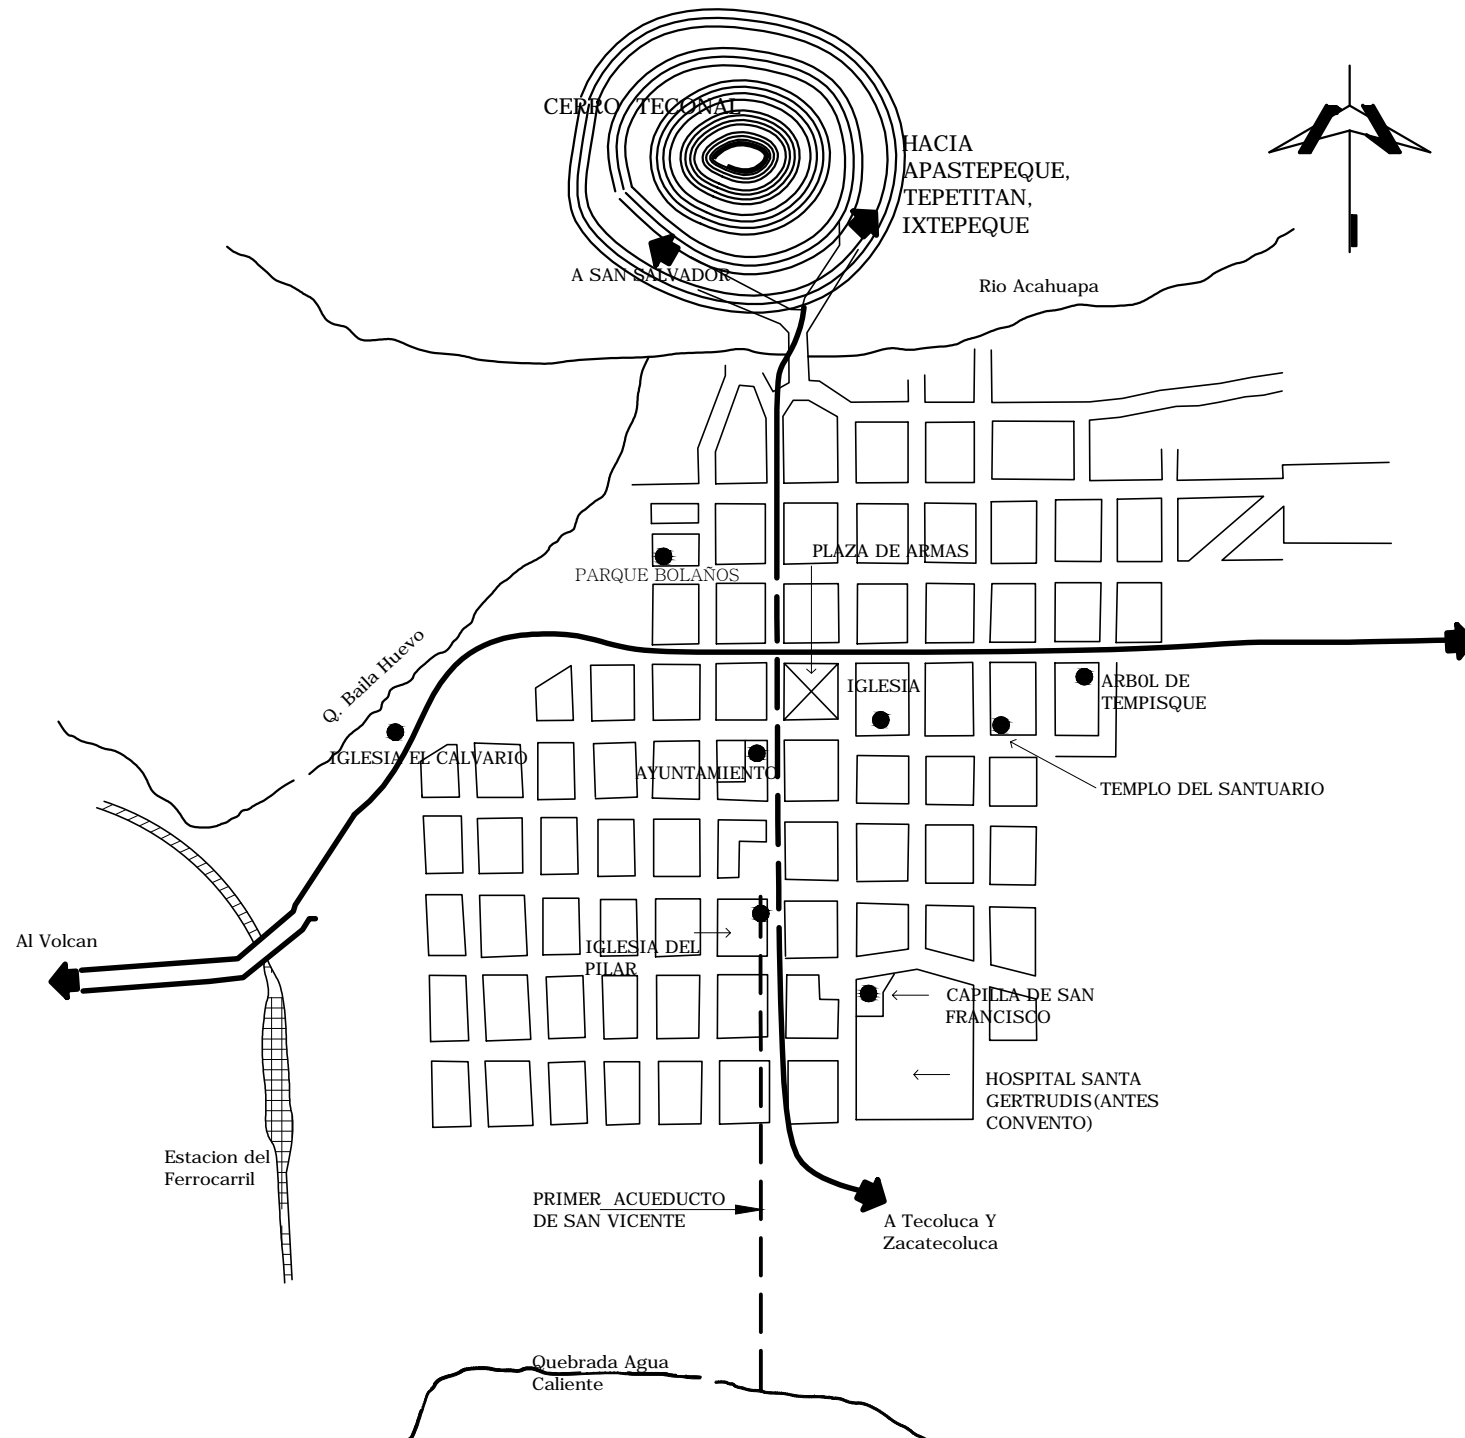 CERRO TECONAL
HACIA
APASTEPEQUE,
TEPETITAN,
IXTEPEQUE
A SAN SALVADOR
Rio Acahuapa
PLAZA DE ARMAS
PARQUE BOLAÑOS
Q. Baila Huevo
IGLESIA
ARB0L DE
TEMPISQUE
IGLESIA EL CALVARIO
AYUNTAMIENTO
TEMPLO DEL SANTUARIO
Al Volcan
IGLESIA DEL
PILAR
CAPILLA DE SAN
FRANCISCO
HOSPITAL SANTA
GERTRUDIS(ANTES
CONVENTO)
Estacion del
Ferrocarril
PRIMER ACUEDUCTO
DE SAN VICENTE
A Tecoluca Y
Zacatecoluca
Quebrada Agua
Caliente